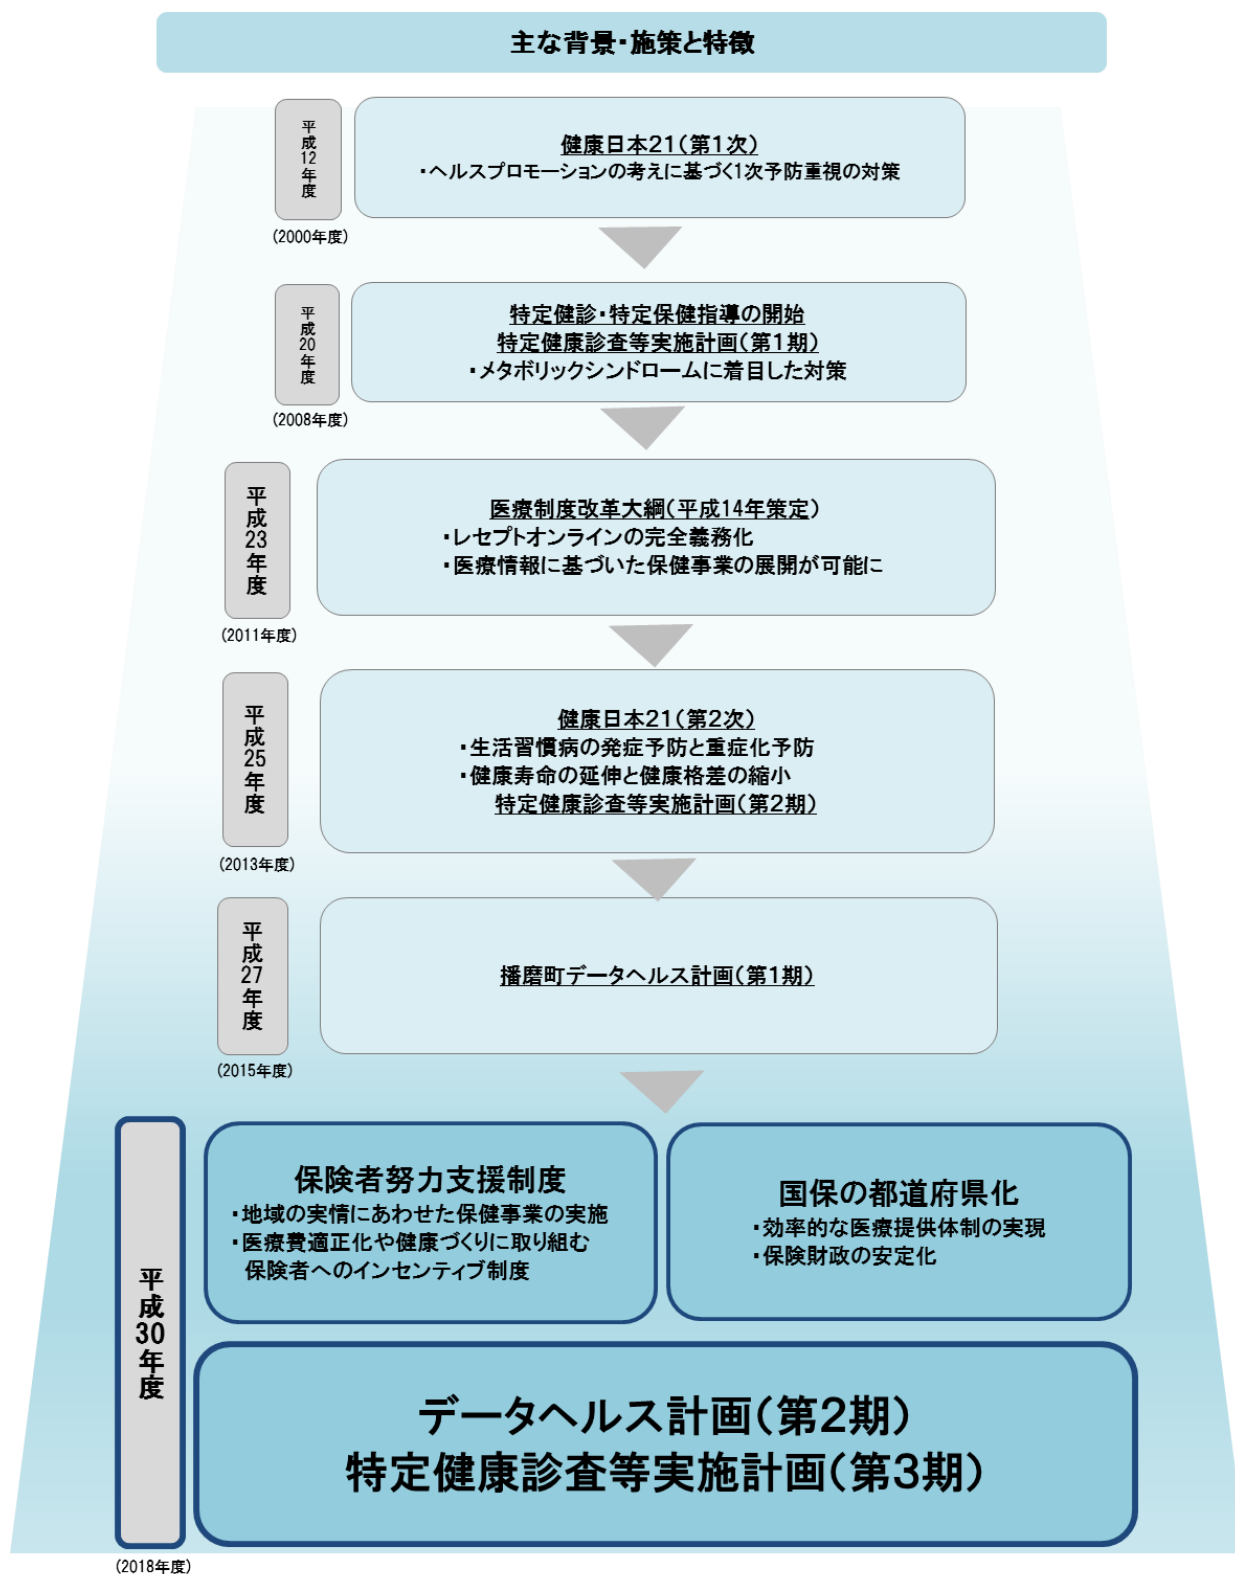 主な背景・施策と特徴
平成12年度
(2000年度)
健康日本21(第1次)
・ヘルスプロモーションの考えに基づく1次予防重視の対策
平成20年度
(2008年度)
特定健診・特定保健指導の開始
特定健康診査等実施計画(第1期)
・メタボリックシンドロームに着目した対策
平成23年度
(2011年度)
医療制度改革大綱(平成14年策定)
・レセプトオンラインの完全義務化
・医療情報に基づいた保健事業の展開が可能に
平成25年度
(2013年度)
健康日本21(第2次)
・生活習慣病の発症予防と重症化予防
・健康寿命の延伸と健康格差の縮小
特定健康診査等実施計画(第2期)
平成27年度
(2015年度)
播磨町データヘルス計画(第1期)
平成30年度
(2018年度)
保険者努力支援制度
・地域の実情にあわせた保健事業の実施
・医療費適正化や健康づくりに取り組む
保険者へのインセンティブ制度
国保の都道府県化
・効率的な医療提供体制の実現
・保険財政の安定化
データヘルス計画(第2期)
特定健康診査等実施計画(第3期)